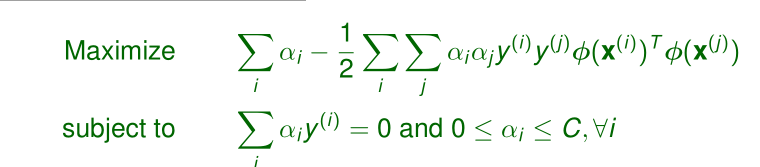 Maximize ∑_i α_i − 1/2 ∑_i ∑_j α_i α_j y^(i) y^(j) ϕ(x^(i))^T ϕ(x^(j))
subject to ∑_i α_i y^(i) = 0 and 0 ≤ α_i ≤ C, ∀i